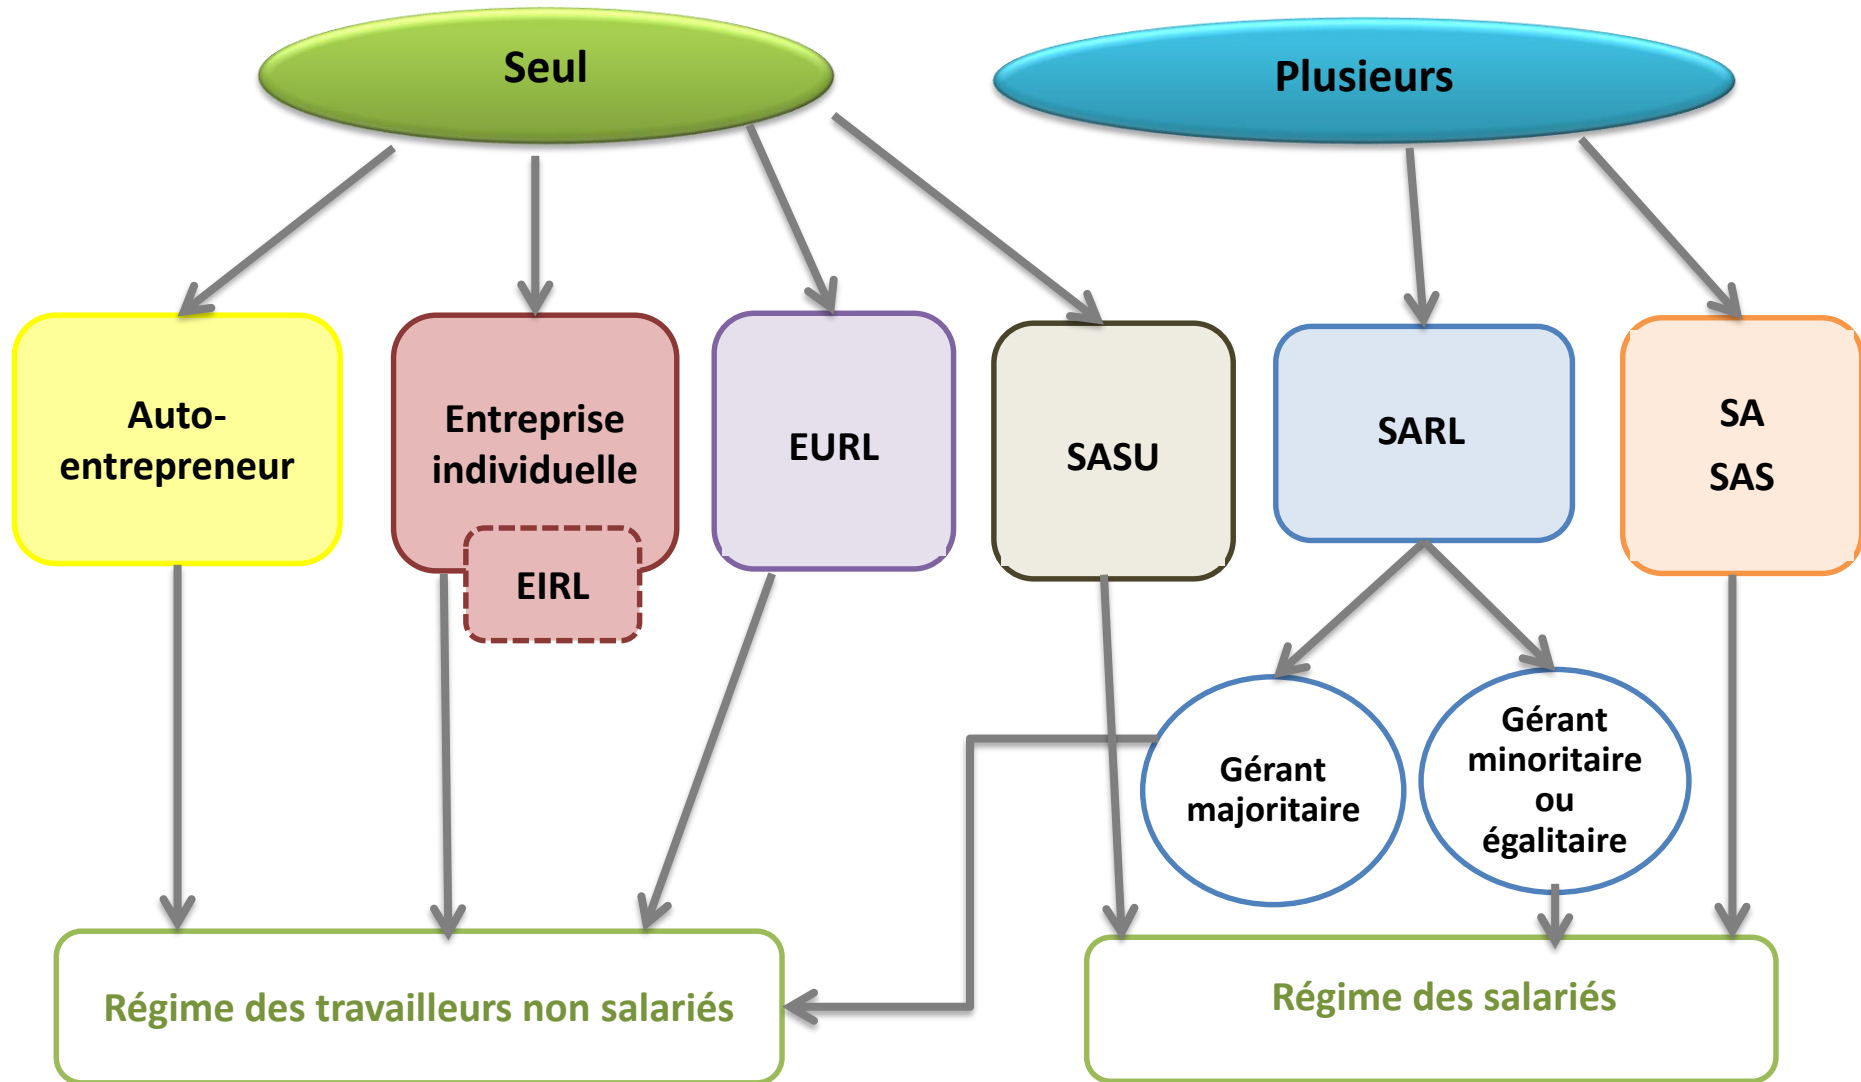 Seul
Plusieurs
Auto-
entrepreneur
Entreprise
individuelle
EIRL
EURL
SASU
SARL
SA
SAS
Gérant
majoritaire
Gérant
minoritaire
ou
égalitaire
Régime des travailleurs non salariés
Régime des salariés